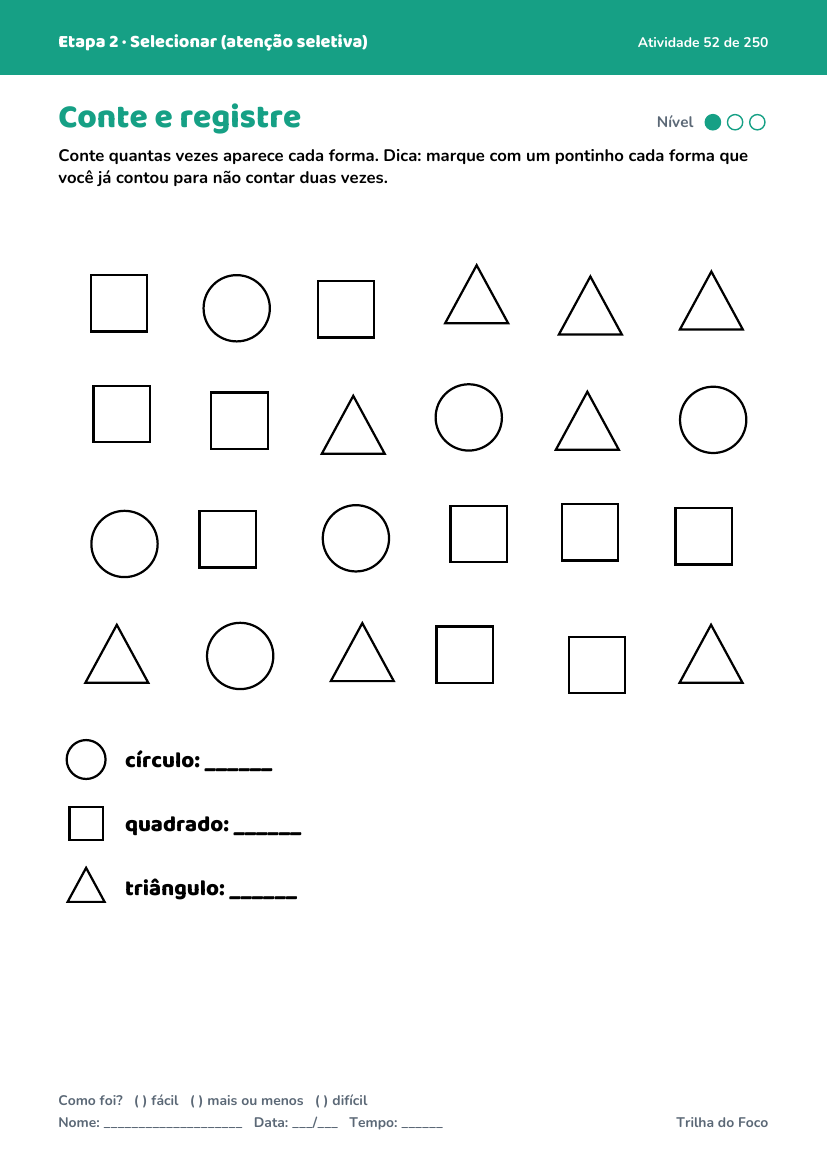 Etapa 2 · Selecionar (atenção seletiva)
Atividade 52 de 250
Conte e registre
Nível
Conte quantas vezes aparece cada forma. Dica: marque com um pontinho cada forma que
você já contou para não contar duas vezes.
círculo: ______
quadrado: ______
triângulo: ______
Como foi? ( ) fácil ( ) mais ou menos ( ) difícil
Nome: ____________________ Data: ___/___ Tempo: ______
Trilha do Foco